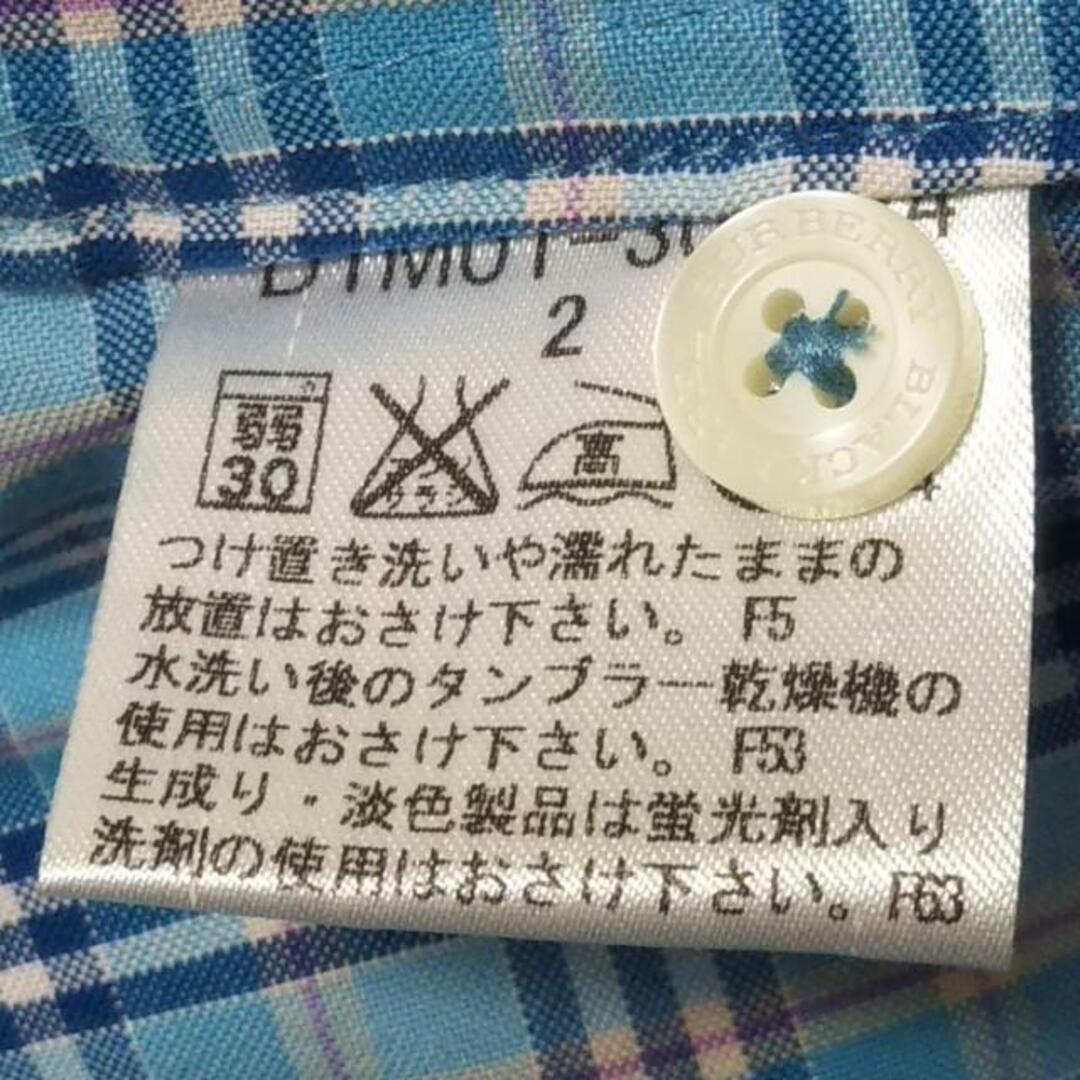 2
弱
30
高
つけ置き洗いや濡れたままの
放置はおさけ下さい。 F5
水洗い後のタンブラー乾燥機の
使用はおさけ下さい。 F53
生成り・淡色製品は蛍光剤入り
洗剤の使用はおさけ下さい。F63
BURBERRY BLACK